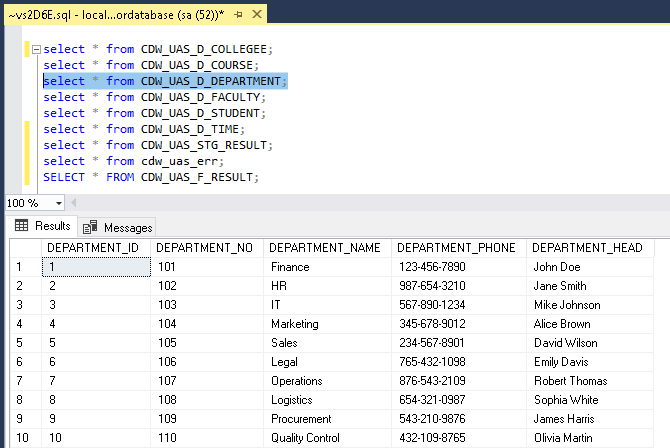 ~vs2D6E.sql - local...ordatabase (sa (52))*
select * from CDW_UAS_D_COLLEGEE;
select * from CDW_UAS_D_COURSE;
select * from CDW_UAS_D_DEPARTMENT;
select * from CDW_UAS_D_FACULTY;
select * from CDW_UAS_D_STUDENT;
select * from CDW_UAS_D_TIME;
select * from CDW_UAS_STG_RESULT;
select * from cdw_uas_err;
SELECT * FROM CDW_UAS_F_RESULT;
100 %
Results Messages
DEPARTMENT_ID DEPARTMENT_NO DEPARTMENT_NAME DEPARTMENT_PHONE DEPARTMENT_HEAD
1 1 101 Finance 123-456-7890 John Doe
2 2 102 HR 987-654-3210 Jane Smith
3 3 103 IT 567-890-1234 Mike Johnson
4 4 104 Marketing 345-678-9012 Alice Brown
5 5 105 Sales 234-567-8901 David Wilson
6 6 106 Legal 765-432-1098 Emily Davis
7 7 107 Operations 876-543-2109 Robert Thomas
8 8 108 Logistics 654-321-0987 Sophia White
9 9 109 Procurement 543-210-9876 James Harris
10 10 110 Quality Control 432-109-8765 Olivia Martin